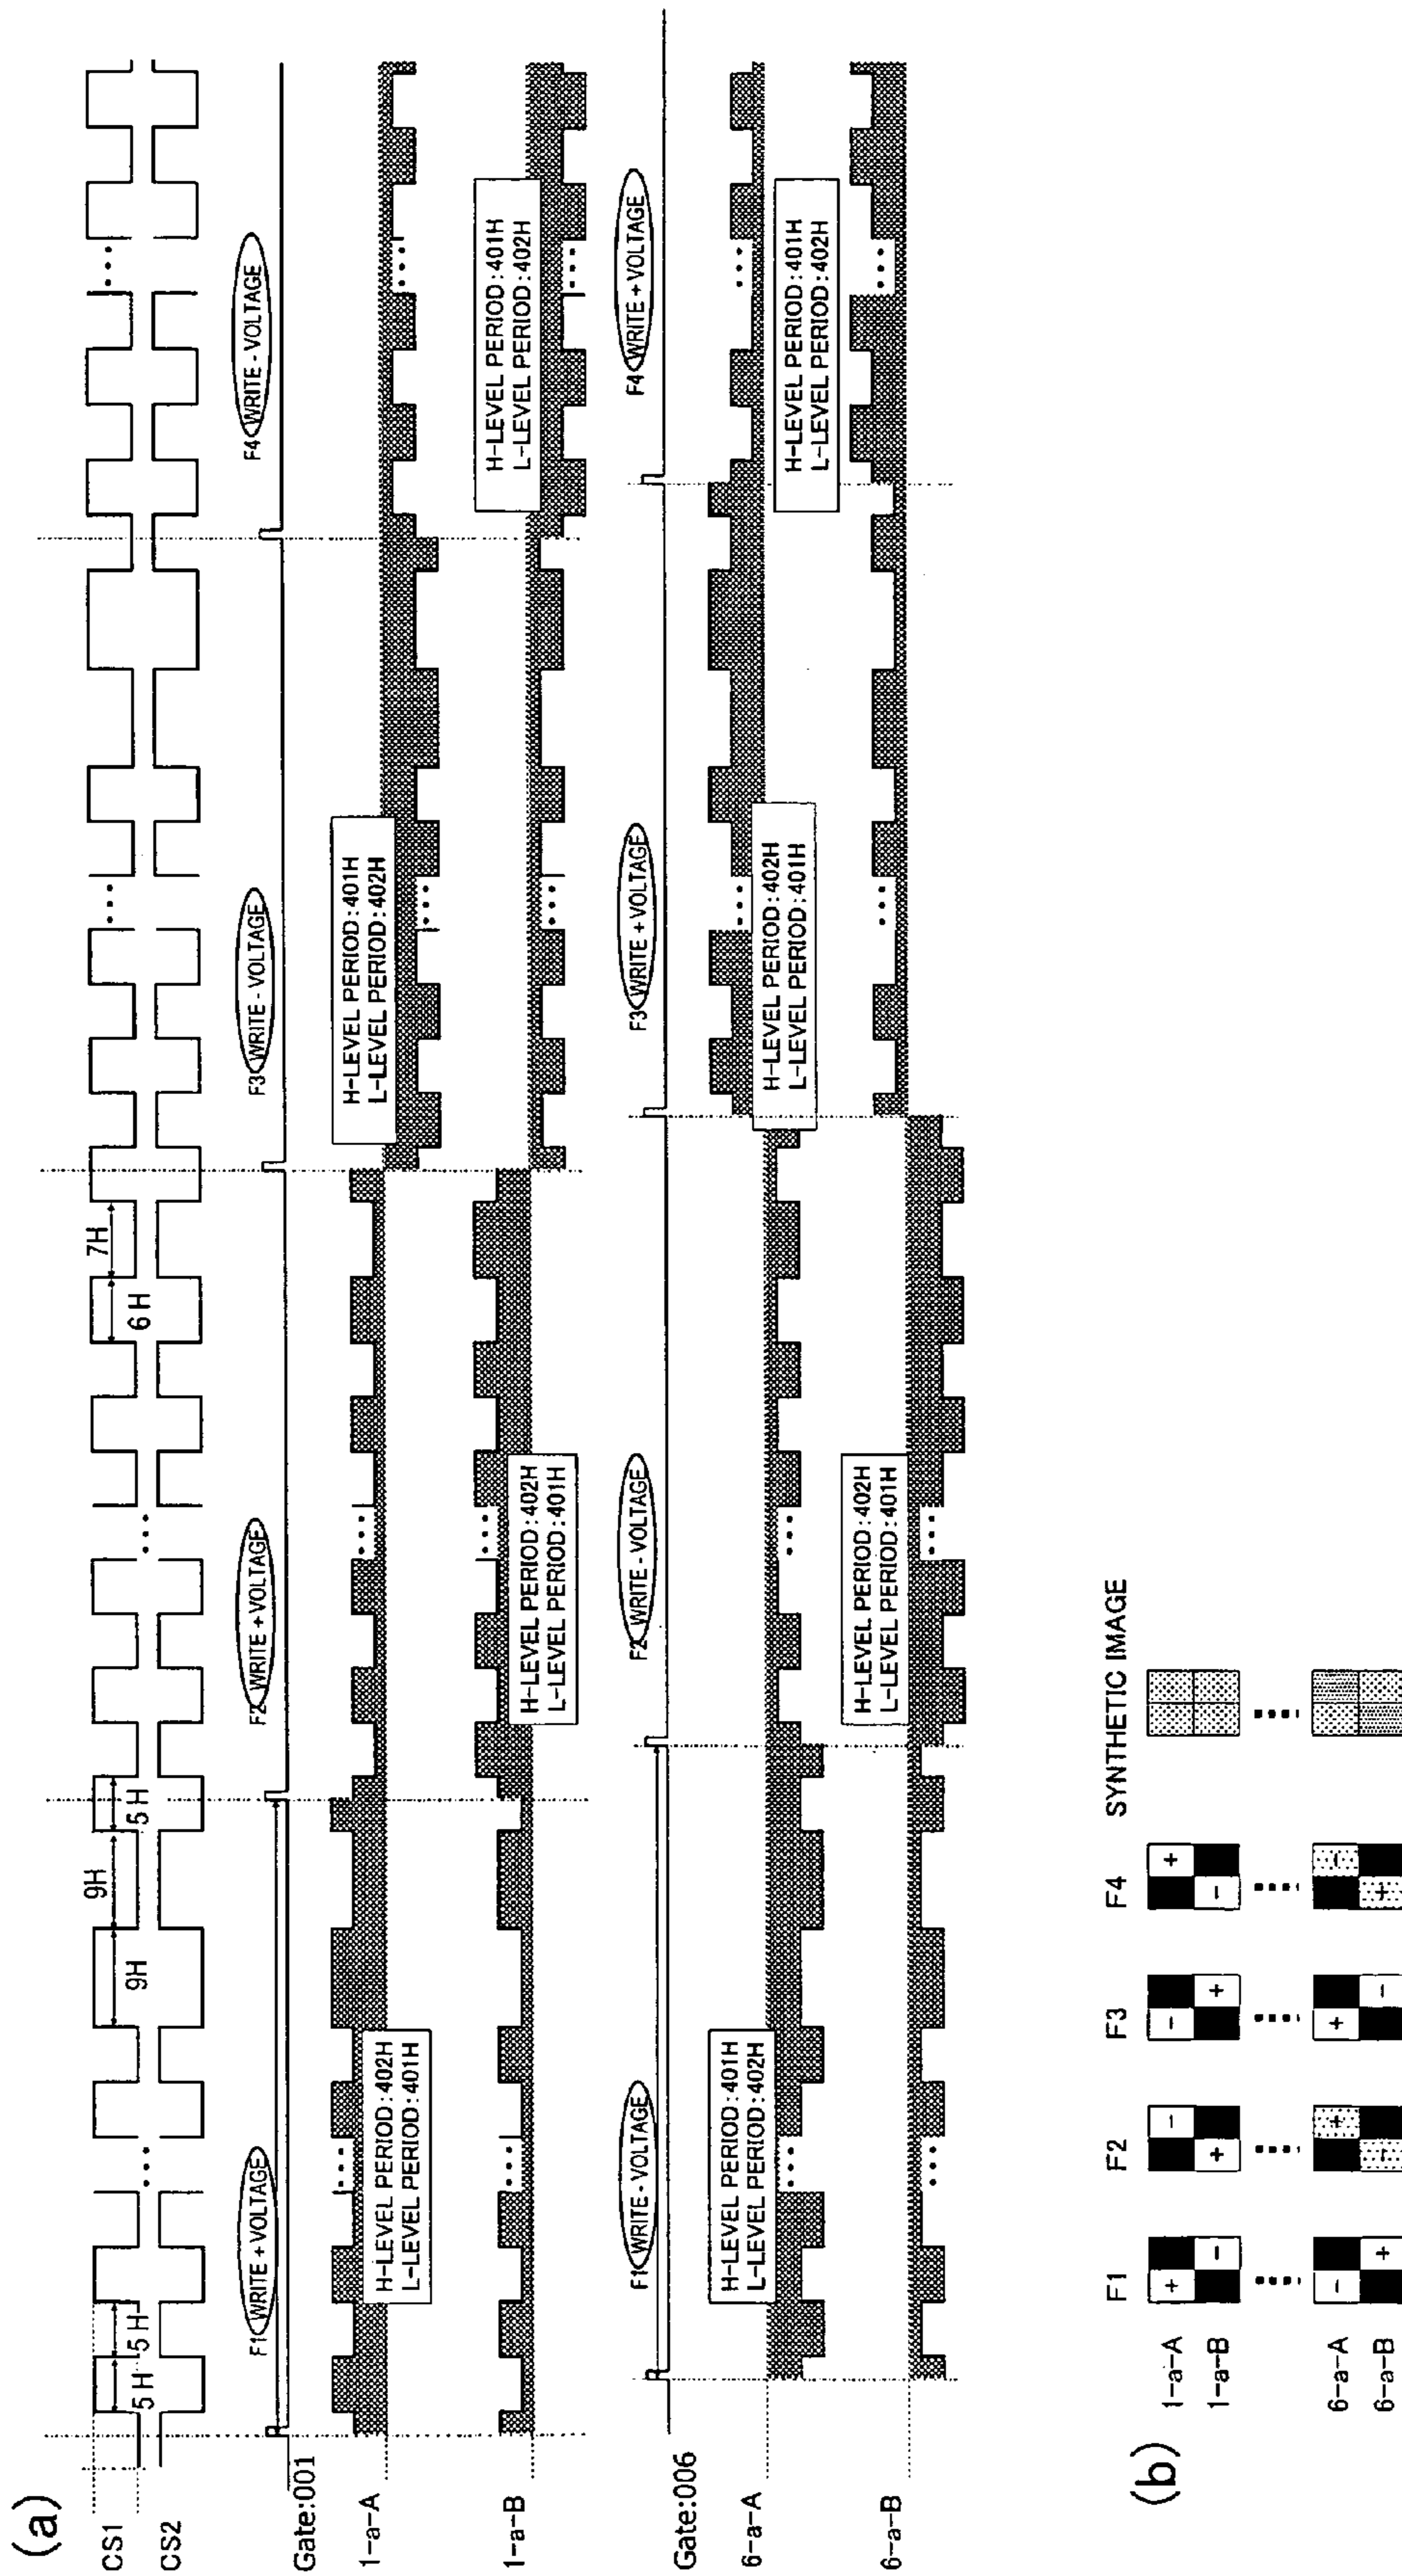 (a)
CS1
CS2
5H
5H
9H
9H
5H
6H
7H
...
...
...
...
Gate:001
F1 WRITE + VOLTAGE
F2 WRITE + VOLTAGE
F3 WRITE - VOLTAGE
F4 WRITE - VOLTAGE
1-a-A
...
...
...
...
H-LEVEL PERIOD:402H
L-LEVEL PERIOD:401H
H-LEVEL PERIOD:401H
L-LEVEL PERIOD:402H
1-a-B
...
...
...
...
H-LEVEL PERIOD:402H
L-LEVEL PERIOD:401H
H-LEVEL PERIOD:401H
L-LEVEL PERIOD:402H
Gate:006
F1 WRITE - VOLTAGE
F2 WRITE - VOLTAGE
F3 WRITE + VOLTAGE
F4 WRITE + VOLTAGE
6-a-A
...
...
...
...
H-LEVEL PERIOD:401H
L-LEVEL PERIOD:402H
H-LEVEL PERIOD:402H
L-LEVEL PERIOD:401H
6-a-B
...
...
...
...
H-LEVEL PERIOD:402H
L-LEVEL PERIOD:401H
H-LEVEL PERIOD:401H
L-LEVEL PERIOD:402H
(b)
F1 F2 F3 F4 SYNTHETIC IMAGE
1-a-A + - - +
1-a-B - + + -
... ... ... ... ...
6-a-A - + + -
6-a-B + - - +